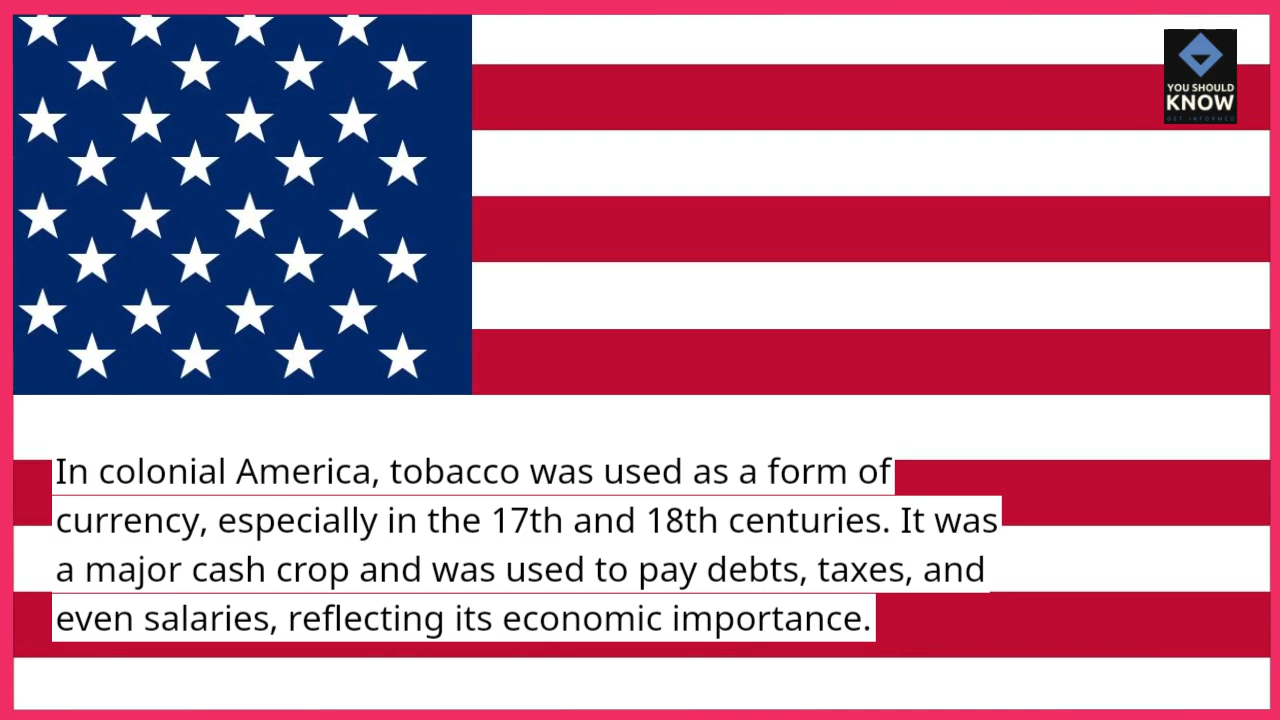 YOU SHOULD
KNOW
GET INFORMED
In colonial America, tobacco was used as a form of
currency, especially in the 17th and 18th centuries. It was
a major cash crop and was used to pay debts, taxes, and
even salaries, reflecting its economic importance.